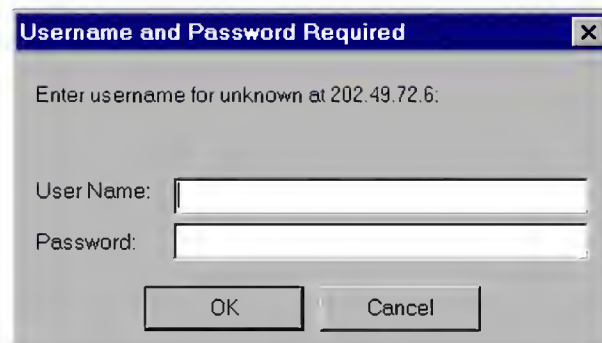 Username and Password Required
Enter username for unknown at 202.49.72.6:
User Name:
Password:
OK Cancel